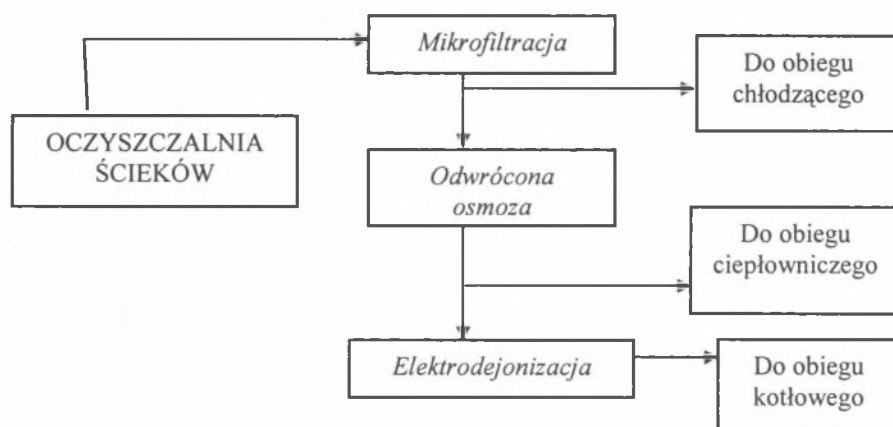 Mikrofiltracja
Do obiegu
chłodzącego
OCZYSZCZALNIA
ŚCIEKÓW
Odwrócona
osmoza
Do obiegu
ciepłowniczego
Elektrodejonizacja
Do obiegu
kotłowego